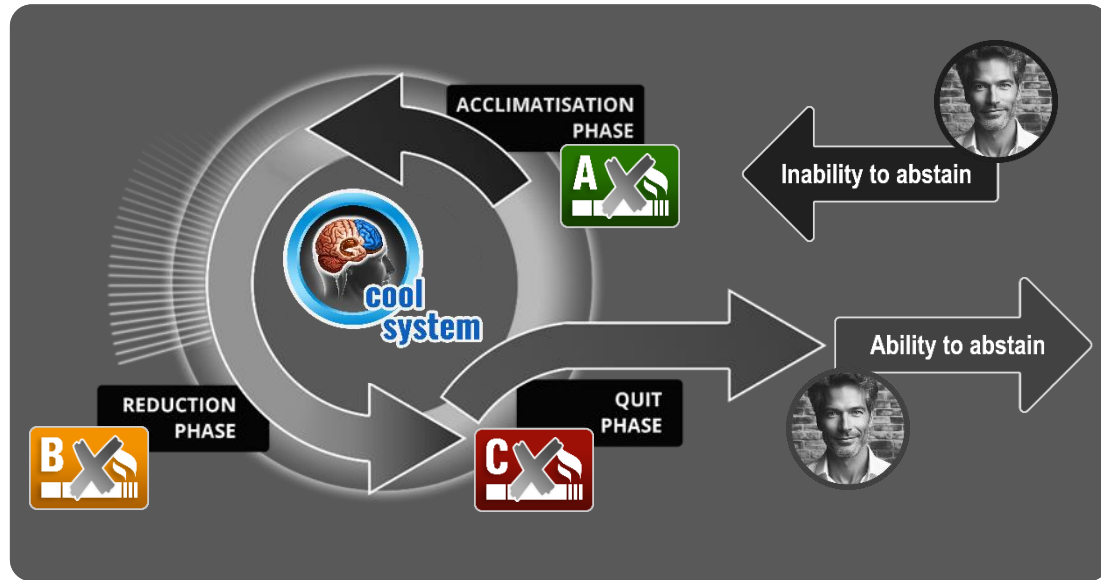 ACCLIMATISATION
PHASE
A
Inability to abstain
cool
system
Ability to abstain
REDUCTION
PHASE
B
QUIT
PHASE
C